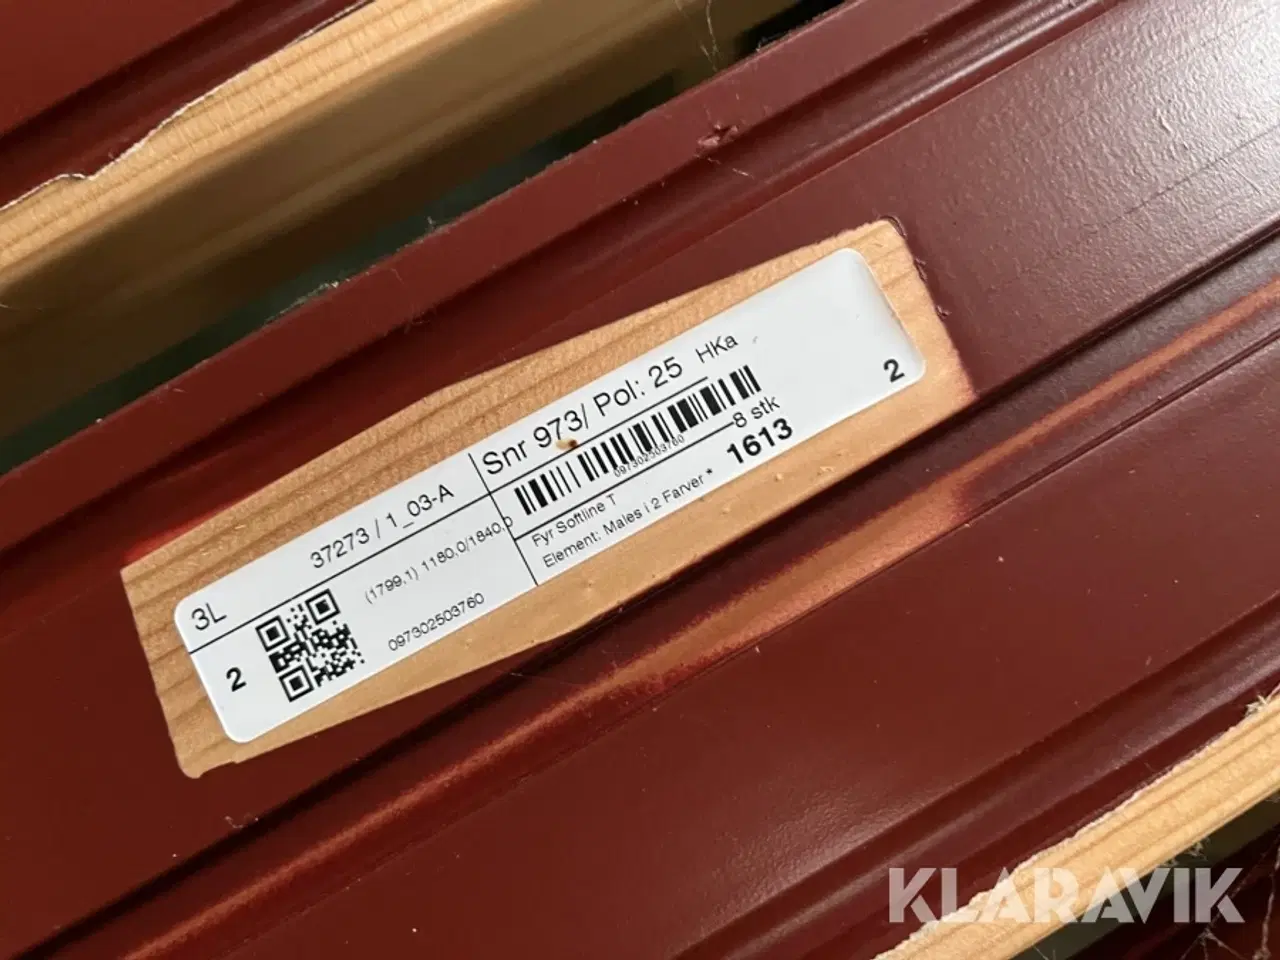 3L 37273 / 1_03-A
2
(1799,1) 1180,0/1840,0
097302503760
Snr 973/ Pol: 25 HKa
097302503760
8 stk
Fyr Softline T
Element: Males i 2 Farver * 1613
2
KLARAVIK